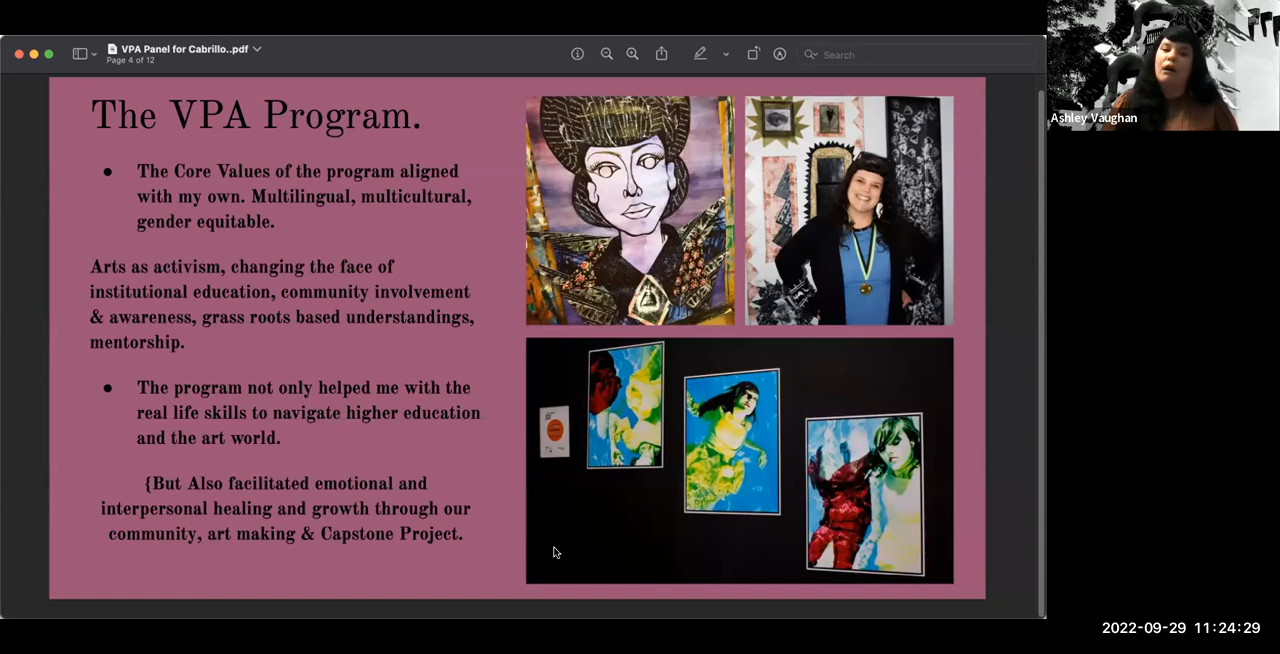 VPA Panel for Cabrillo..pdf
Page 4 of 12
Search
The VPA Program.
● The Core Values of the program aligned
with my own. Multilingual, multicultural,
gender equitable.
Arts as activism, changing the face of
institutional education, community involvement
& awareness, grass roots based understandings,
mentorship.
● The program not only helped me with the
real life skills to navigate higher education
and the art world.
{But Also facilitated emotional and
interpersonal healing and growth through our
community, art making & Capstone Project.
Ashley Vaughan
2022-09-29 11:24:29